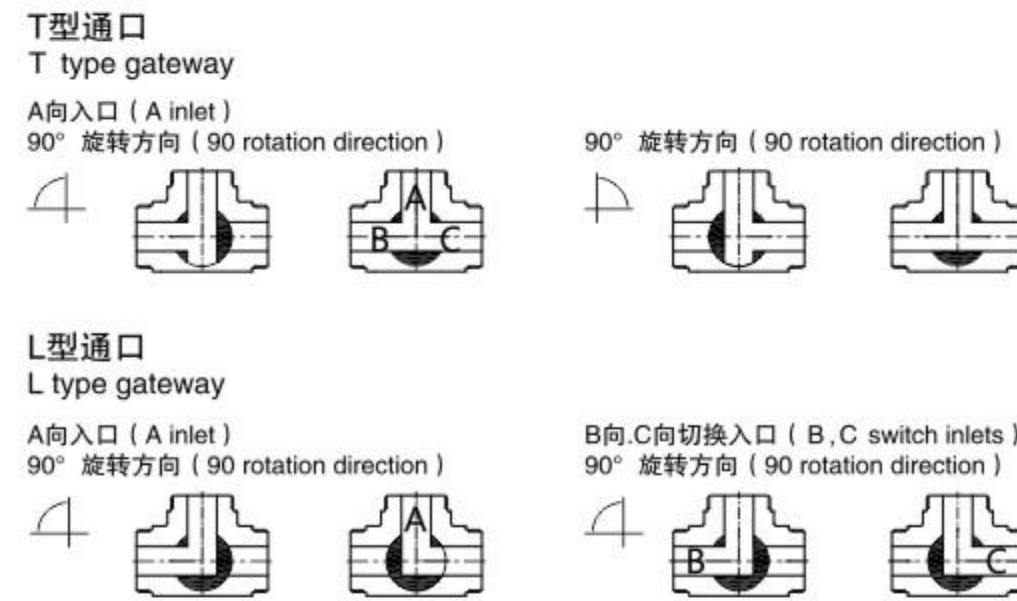 T型通口
T type gateway
A向入口 ( A inlet )
90° 旋转方向 ( 90 rotation direction )
90° 旋转方向 ( 90 rotation direction )
A
B C
L型通口
L type gateway
A向入口 ( A inlet )
90° 旋转方向 ( 90 rotation direction )
B向.C向切换入口 ( B , C switch inlets )
90° 旋转方向 ( 90 rotation direction )
A
B
C